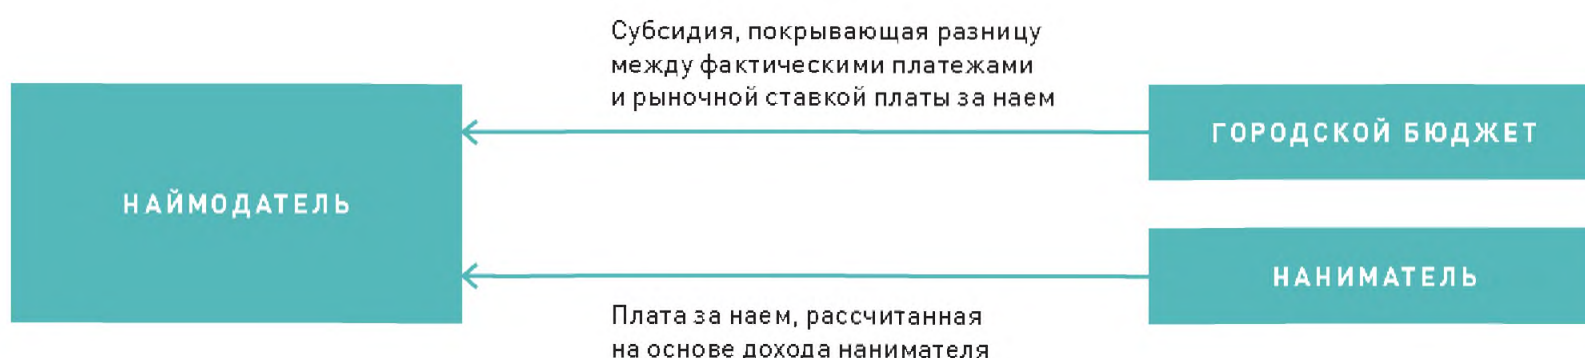 Субсидия, покрывающая разницу
между фактическими платежами
и рыночной ставкой платы за наем
ГОРОДСКОЙ БЮДЖЕТ
НАЙМОДАТЕЛЬ
НАНИМАТЕЛЬ
Плата за наем, рассчитанная
на основе дохода нанимателя